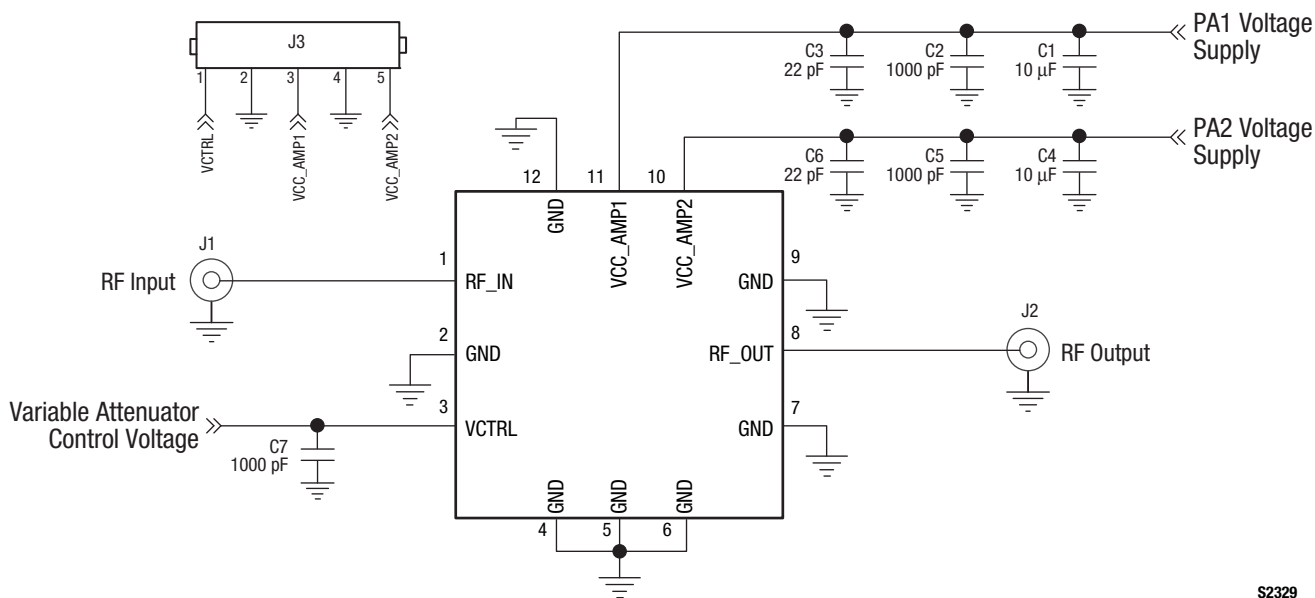 J3
1
2
3
4
5
VCTRL
VCC_AMP1
VCC_AMP2
PA1 Voltage
Supply
C3
22 pF
C2
1000 pF
C1
10 µF
PA2 Voltage
Supply
C6
22 pF
C5
1000 pF
C4
10 µF
12
11
10
GND
VCC_AMP1
VCC_AMP2
J1
RF Input
1
RF_IN
9
GND
2
GND
8
RF_OUT
J2
RF Output
Variable Attenuator
Control Voltage
C7
1000 pF
3
VCTRL
7
GND
GND
GND
GND
4
5
6
S2329